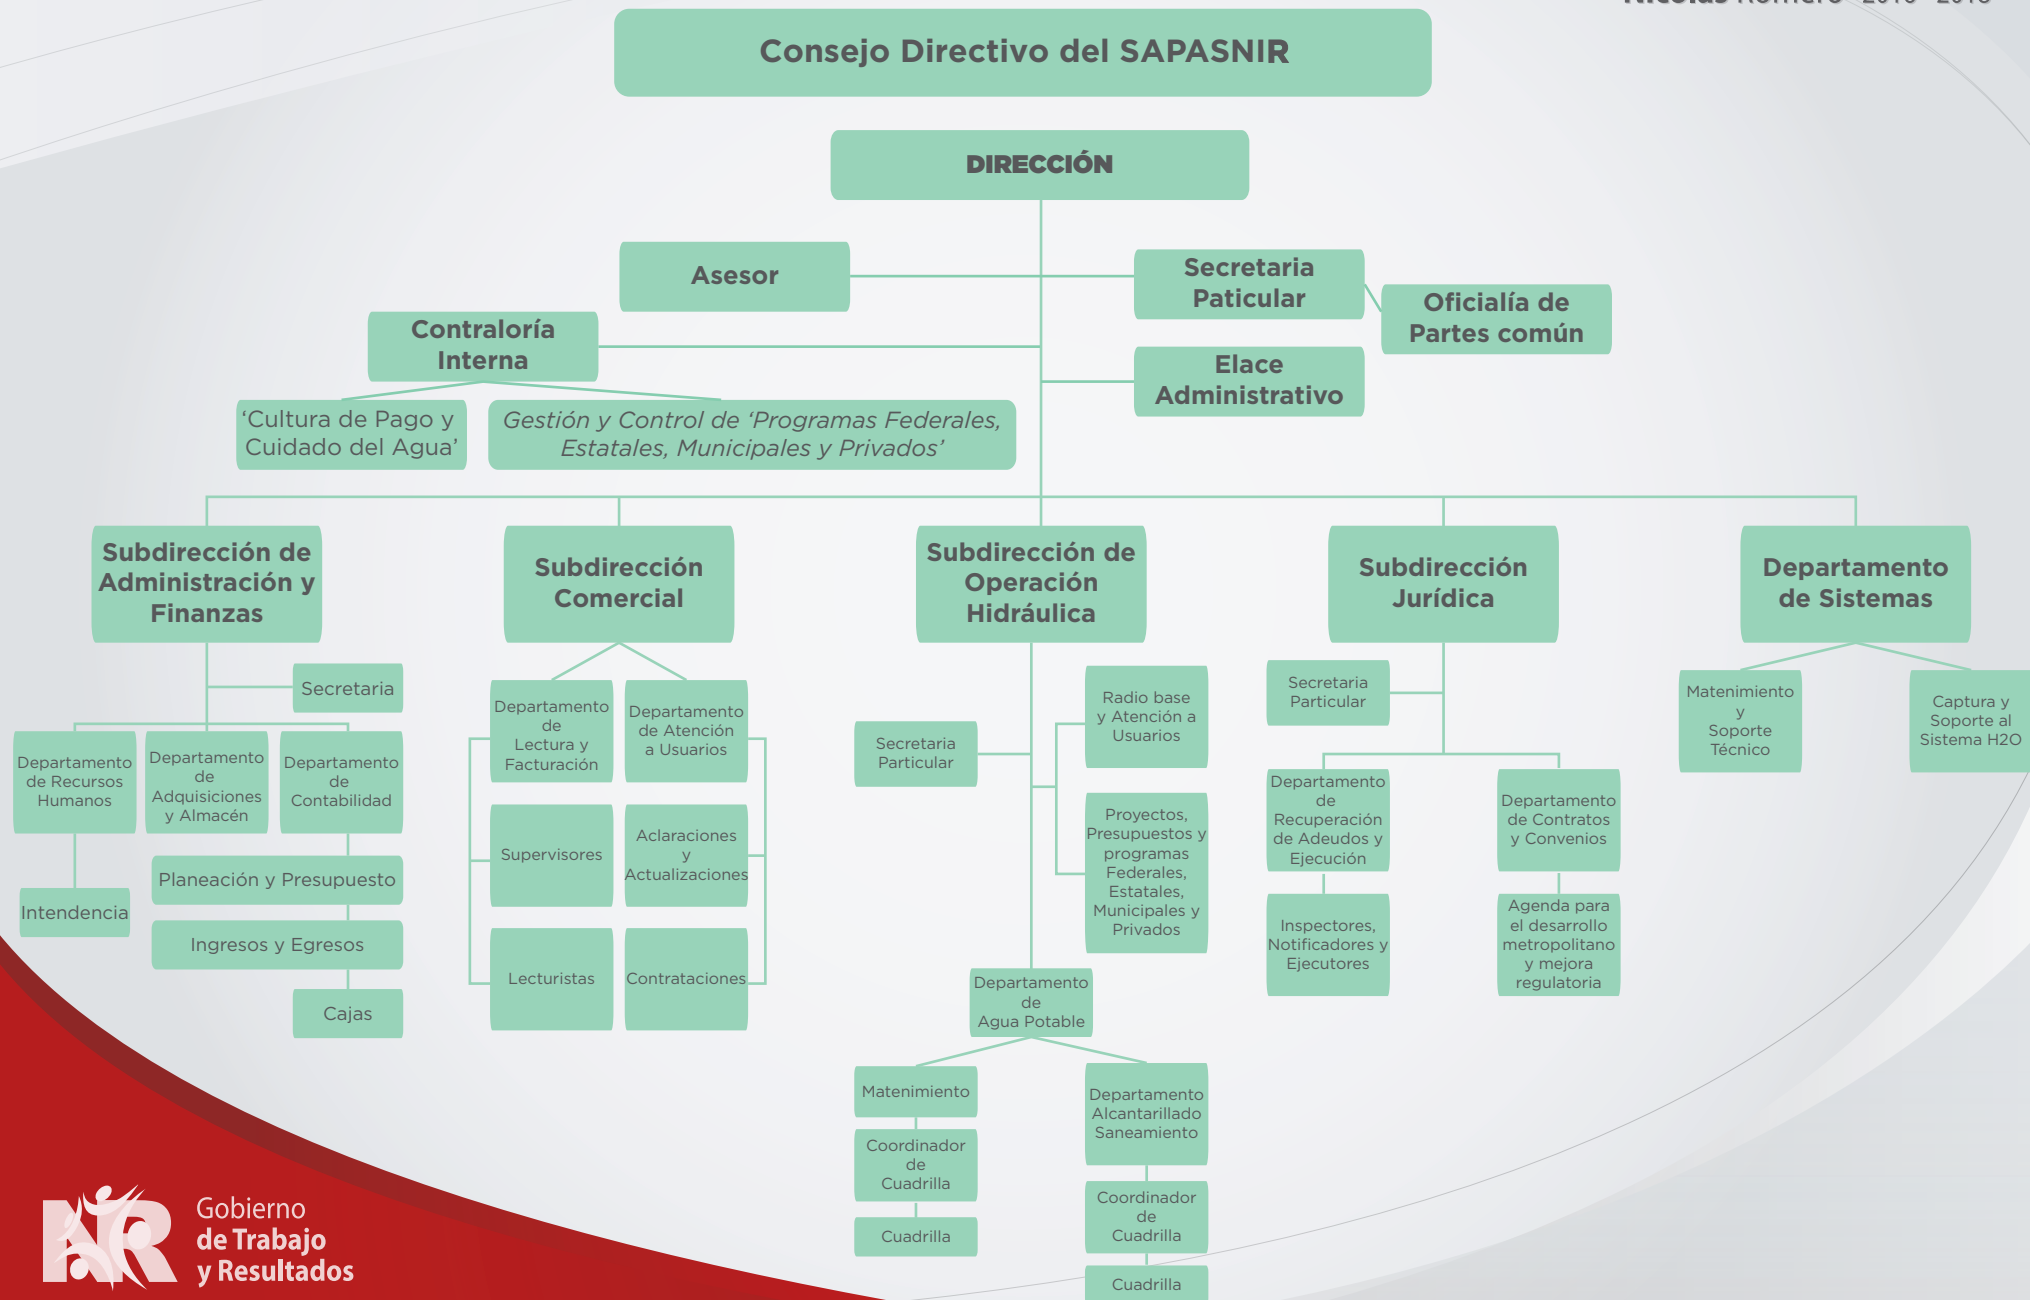 Nicolás Romero 2016 - 2018
Consejo Directivo del SAPASNIR
DIRECCIÓN
Asesor
Secretaria
Paticular
Oficialía de
Partes común
Contraloría
Interna
Elace
Administrativo
‘Cultura de Pago y
Cuidado del Agua’
Gestión y Control de ‘Programas Federales,
Estatales, Municipales y Privados’
Subdirección de
Administración y
Finanzas
Subdirección
Comercial
Subdirección de
Operación
Hidráulica
Subdirección
Jurídica
Departamento
de Sistemas
Secretaria
Departamento
de Recursos
Humanos
Departamento
de
Adquisiciones
y Almacén
Departamento
de
Contabilidad
Planeación y Presupuesto
Intendencia
Ingresos y Egresos
Cajas
Departamento
de
Lectura y
Facturación
Departamento
de Atención
a Usuarios
Supervisores
Aclaraciones
y
Actualizaciones
Lecturistas
Contrataciones
Secretaria
Particular
Radio base
y Atención a
Usuarios
Proyectos,
Presupuestos y
programas
Federales,
Estatales,
Municipales y
Privados
Departamento
de
Agua Potable
Matenimiento
Coordinador
de
Cuadrilla
Cuadrilla
Departamento
Alcantarillado
Saneamiento
Coordinador
de
Cuadrilla
Cuadrilla
Secretaria
Particular
Departamento
de
Recuperación
de Adeudos y
Ejecución
Departamento
de Contratos
y Convenios
Inspectores,
Notificadores y
Ejecutores
Agenda para
el desarrollo
metropolitano
y mejora
regulatoria
Matenimiento
y
Soporte
Técnico
Captura y
Soporte al
Sistema H2O
NR
Gobierno
de Trabajo
y Resultados